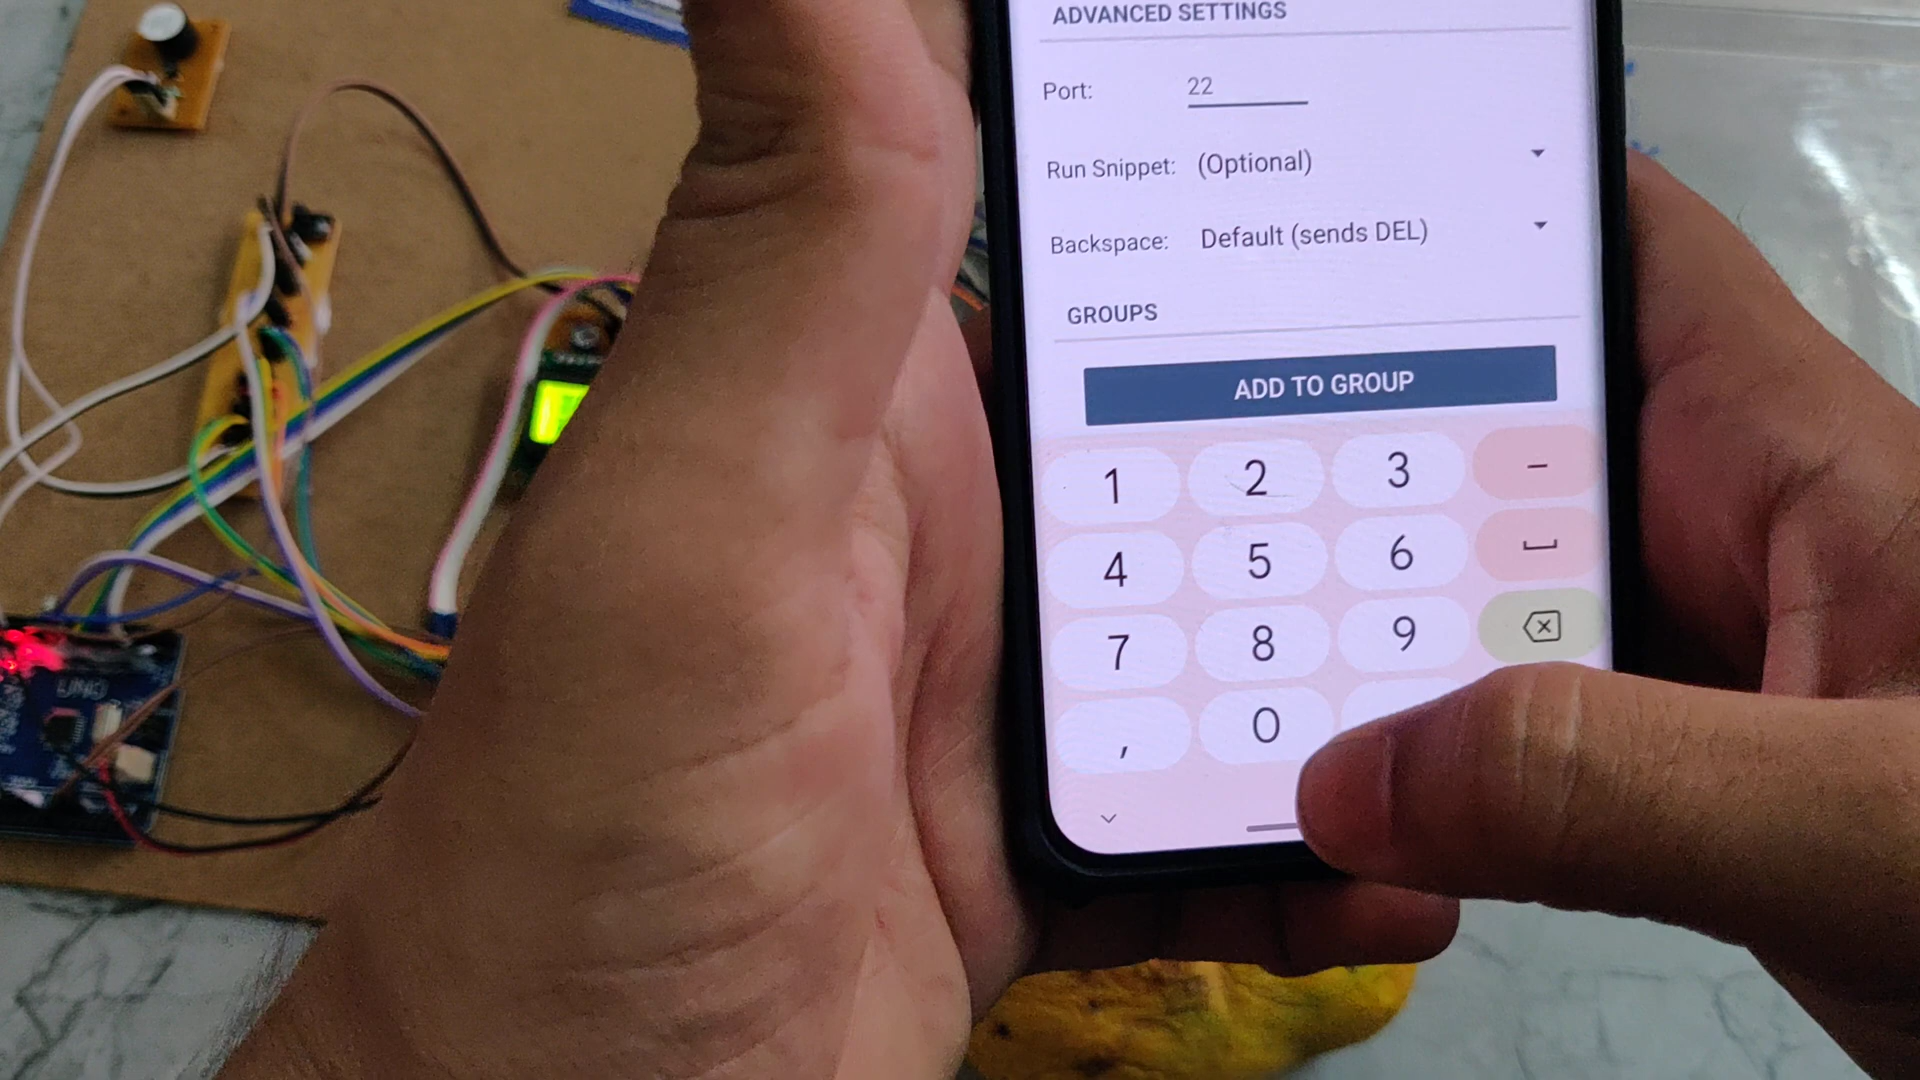 ADVANCED SETTINGS
Port: 22
Run Snippet: (Optional)
Backspace: Default (sends DEL)
GROUPS
ADD TO GROUP
1 2 3 –
4 5 6
7 8 9
, 0
UNO